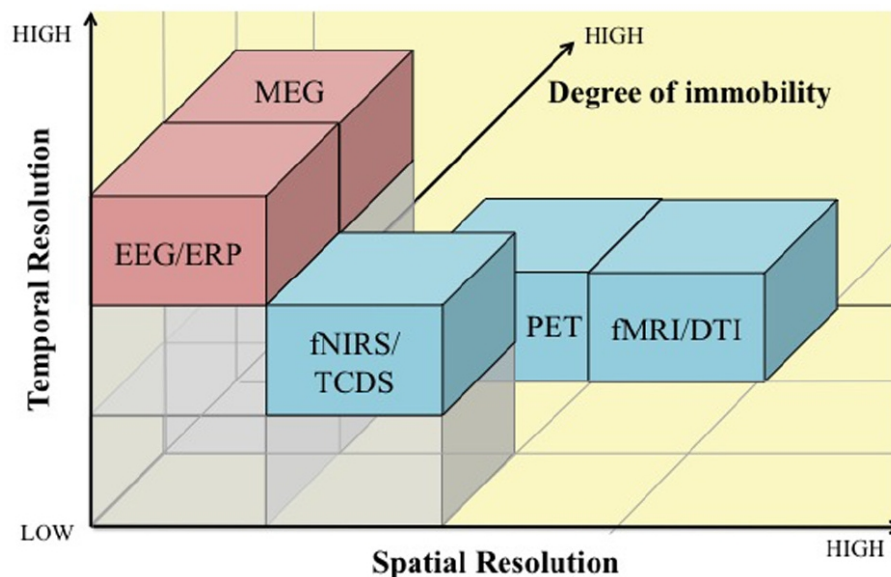 HIGH
HIGH
Degree of immobility
MEG
EEG/ERP
fNIRS/
TCDS
PET
fMRI/DTI
Temporal Resolution
LOW
Spatial Resolution
HIGH